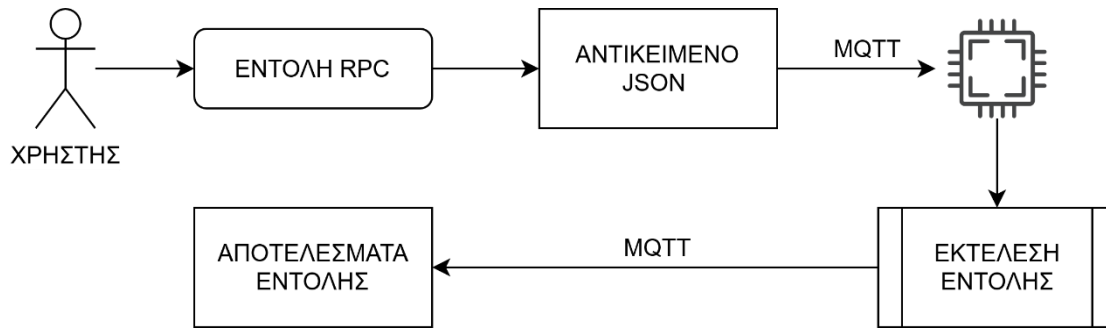 ΧΡΗΣΤΗΣ
ΕΝΤΟΛΗ RPC
ΑΝΤΙΚΕΙΜΕΝΟ
JSON
MQTT
ΕΚΤΕΛΕΣΗ
ΕΝΤΟΛΗΣ
MQTT
ΑΠΟΤΕΛΕΣΜΑΤΑ
ΕΝΤΟΛΗΣ